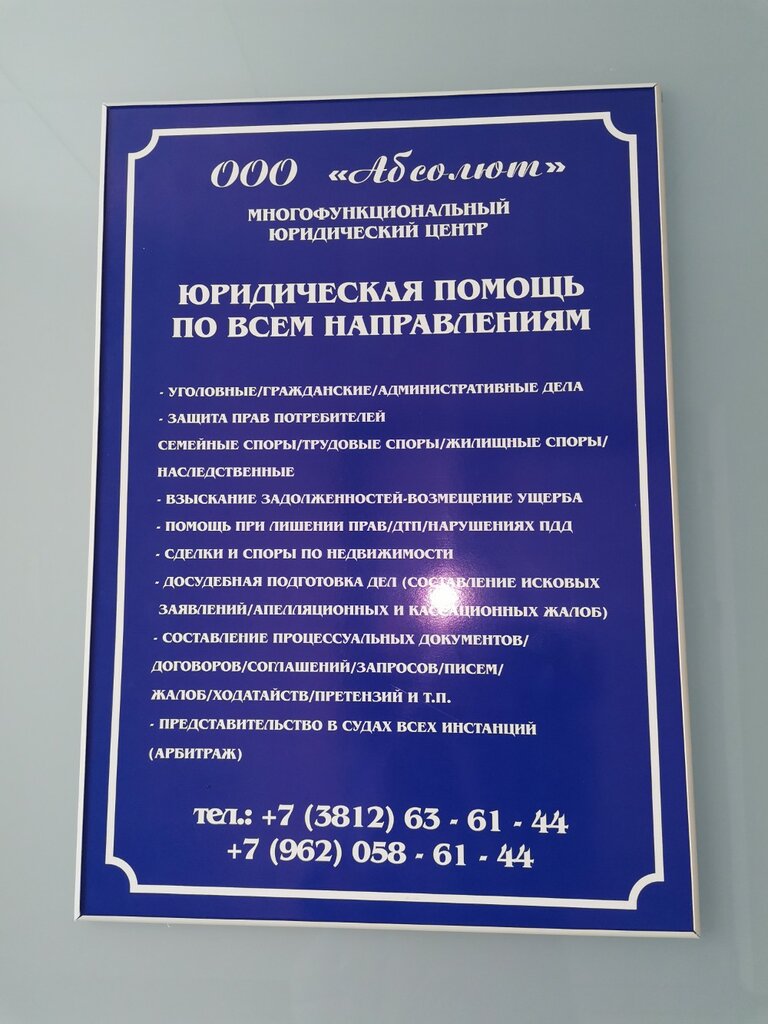 ООО «Абсолют»
МНОГОФУНКЦИОНАЛЬНЫЙ
ЮРИДИЧЕСКИЙ ЦЕНТР
ЮРИДИЧЕСКАЯ ПОМОЩЬ
ПО ВСЕМ НАПРАВЛЕНИЯМ
- УГОЛОВНЫЕ/ГРАЖДАНСКИЕ/АДМИНИСТРАТИВНЫЕ ДЕЛА
- ЗАЩИТА ПРАВ ПОТРЕБИТЕЛЕЙ
СЕМЕЙНЫЕ СПОРЫ/ТРУДОВЫЕ СПОРЫ/ЖИЛИЩНЫЕ СПОРЫ/
НАСЛЕДСТВЕННЫЕ
- ВЗЫСКАНИЕ ЗАДОЛЖЕННОСТЕЙ-ВОЗМЕЩЕНИЕ УЩЕРБА
- ПОМОЩЬ ПРИ ЛИШЕНИИ ПРАВ/ДТП/НАРУШЕНИЯХ ПДД
- СДЕЛКИ И СПОРЫ ПО НЕДВИЖИМОСТИ
- ДОСУДЕБНАЯ ПОДГОТОВКА ДЕЛ (СОСТАВЛЕНИЕ ИСКОВЫХ
ЗАЯВЛЕНИЙ/АПЕЛЛЯЦИОННЫХ И КАССАЦИОННЫХ ЖАЛОБ)
- СОСТАВЛЕНИЕ ПРОЦЕССУАЛЬНЫХ ДОКУМЕНТОВ/
ДОГОВОРОВ/СОГЛАШЕНИЙ/ЗАПРОСОВ/ПИСЕМ/
ЖАЛОБ/ХОДАТАЙСТВ/ПРЕТЕНЗИЙ И Т.П.
- ПРЕДСТАВИТЕЛЬСТВО В СУДАХ ВСЕХ ИНСТАНЦИЙ
(АРБИТРАЖ)
тел.: +7 (3812) 63 - 61 - 44
+7 (962) 058 - 61 - 44